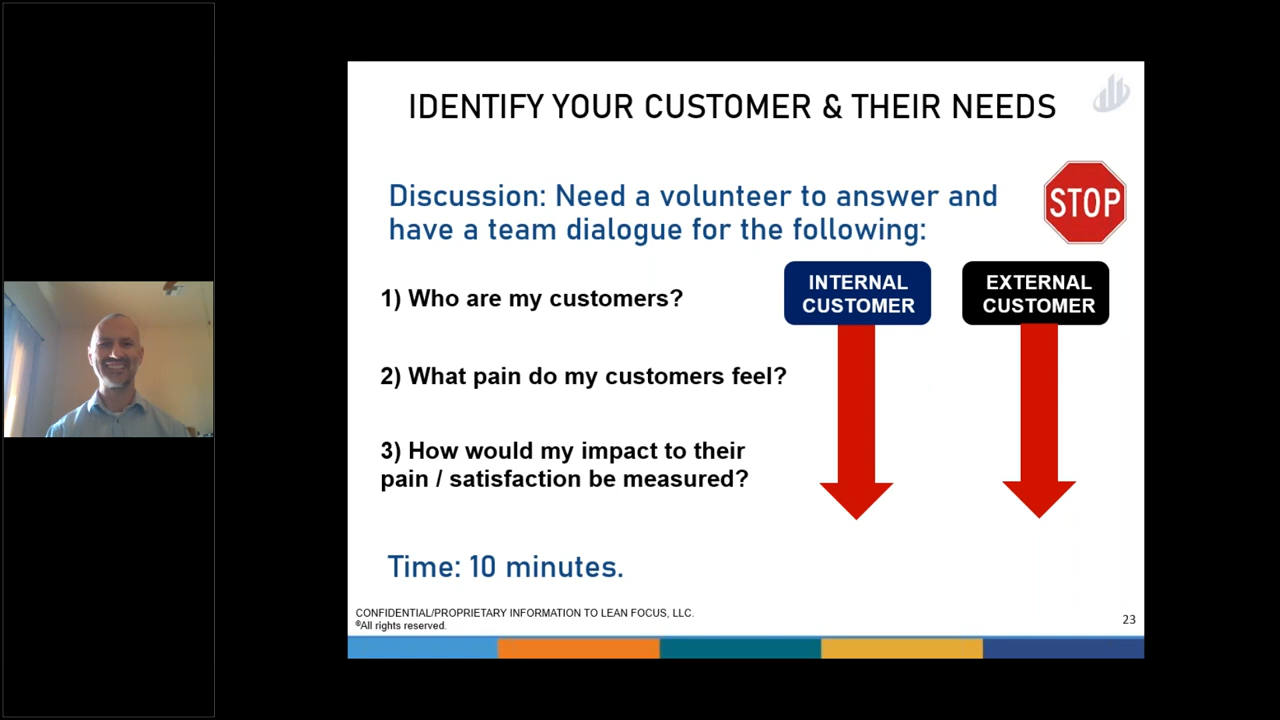 IDENTIFY YOUR CUSTOMER & THEIR NEEDS
Discussion: Need a volunteer to answer and
have a team dialogue for the following:
STOP
INTERNAL
CUSTOMER
EXTERNAL
CUSTOMER
1) Who are my customers?
2) What pain do my customers feel?
3) How would my impact to their
pain / satisfaction be measured?
Time: 10 minutes.
CONFIDENTIAL/PROPRIETARY INFORMATION TO LEAN FOCUS, LLC.
©All rights reserved.
23